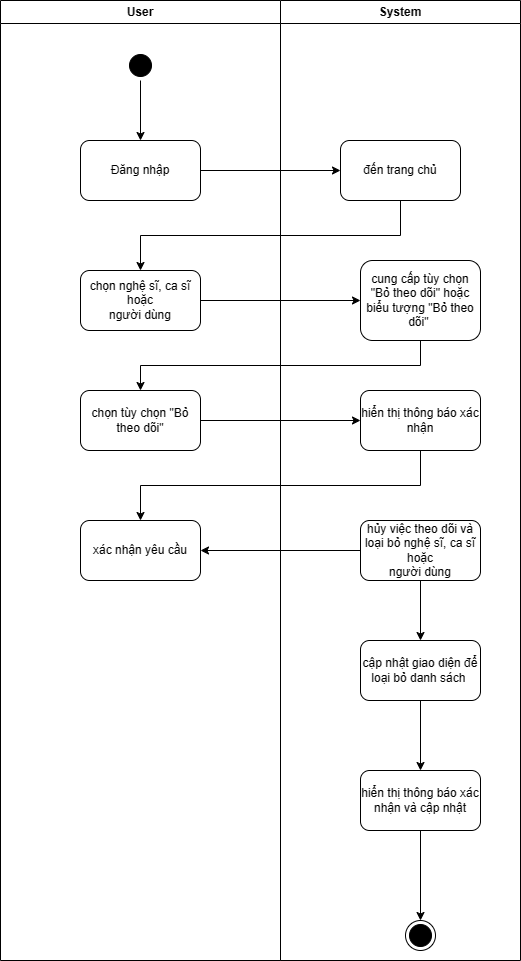 User
System
Đăng nhập
đến trang chủ
chọn nghệ sĩ, ca sĩ
hoặc
người dùng
cung cấp tùy chọn
"Bỏ theo dõi" hoặc
biểu tượng "Bỏ theo
dõi"
chọn tùy chọn "Bỏ
theo dõi"
hiển thị thông báo xác
nhận
xác nhận yêu cầu
hủy việc theo dõi và
loại bỏ nghệ sĩ, ca sĩ
hoặc
người dùng
cập nhật giao diện để
loại bỏ danh sách
hiển thị thông báo xác
nhận và cập nhật